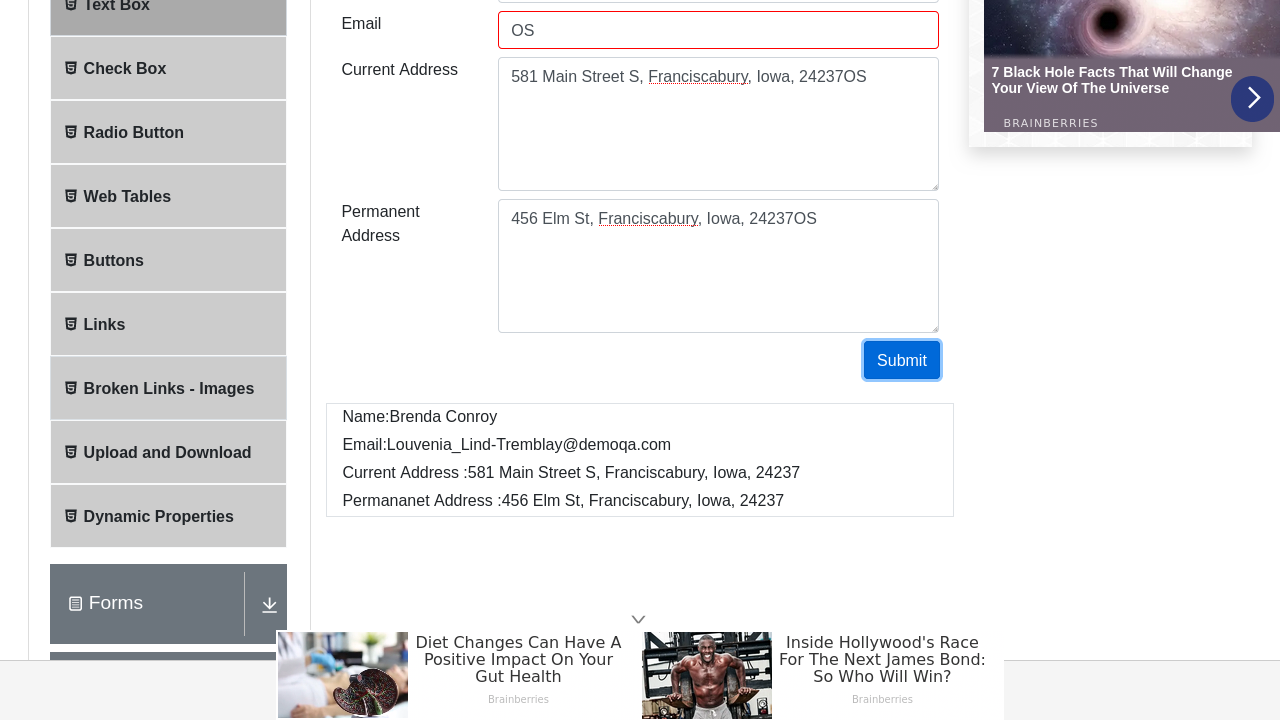 Text Box
Check Box
Radio Button
Web Tables
Buttons
Links
Broken Links - Images
Upload and Download
Dynamic Properties
Forms
Email
OS
Current Address
581 Main Street S, Franciscabury, Iowa, 24237OS
Permanent
Address
456 Elm St, Franciscabury, Iowa, 24237OS
Submit
Name:Brenda Conroy
Email:Louvenia_Lind-Tremblay@demoqa.com
Current Address :581 Main Street S, Franciscabury, Iowa, 24237
Permananet Address :456 Elm St, Franciscabury, Iowa, 24237
7 Black Hole Facts That Will Change
Your View Of The Universe
BRAINBERRIES
Diet Changes Can Have A
Positive Impact On Your
Gut Health
Brainberries
Inside Hollywood's Race
For The Next James Bond:
So Who Will Win?
Brainberries